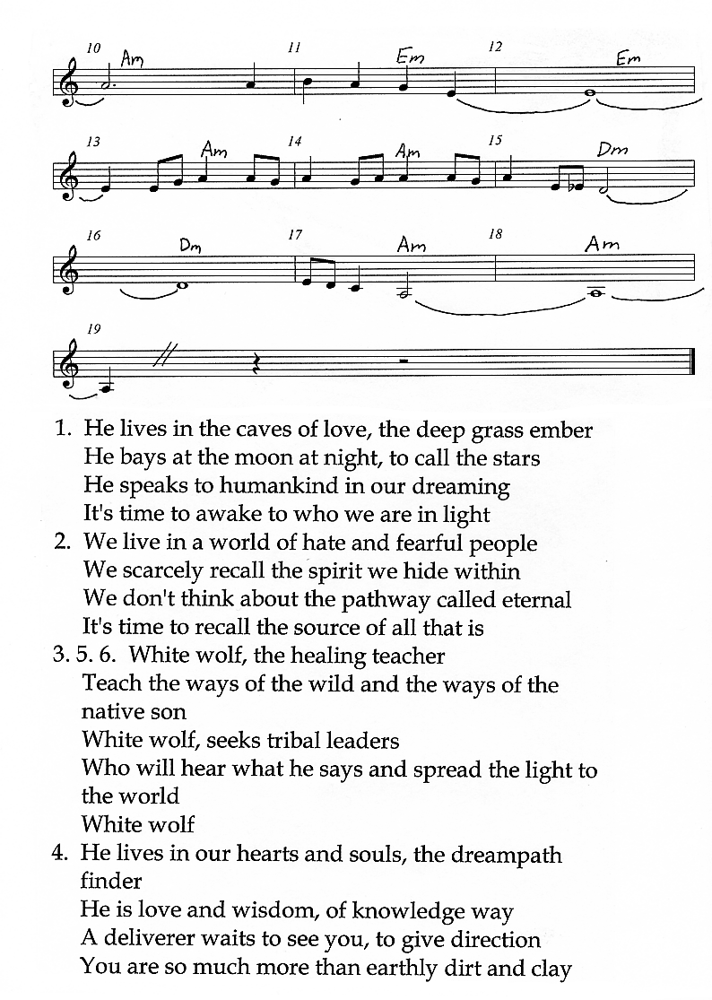 10 Am 11 Em 12 Em
13 Am 14 Am 15 Dm
16 Dm 17 Am 18 Am
19
1. He lives in the caves of love, the deep grass ember
He bays at the moon at night, to call the stars
He speaks to humankind in our dreaming
It's time to awake to who we are in light
2. We live in a world of hate and fearful people
We scarcely recall the spirit we hide within
We don't think about the pathway called eternal
It's time to recall the source of all that is
3. 5. 6. White wolf, the healing teacher
Teach the ways of the wild and the ways of the
native son
White wolf, seeks tribal leaders
Who will hear what he says and spread the light to
the world
White wolf
4. He lives in our hearts and souls, the dreampath
finder
He is love and wisdom, of knowledge way
A deliverer waits to see you, to give direction
You are so much more than earthly dirt and clay